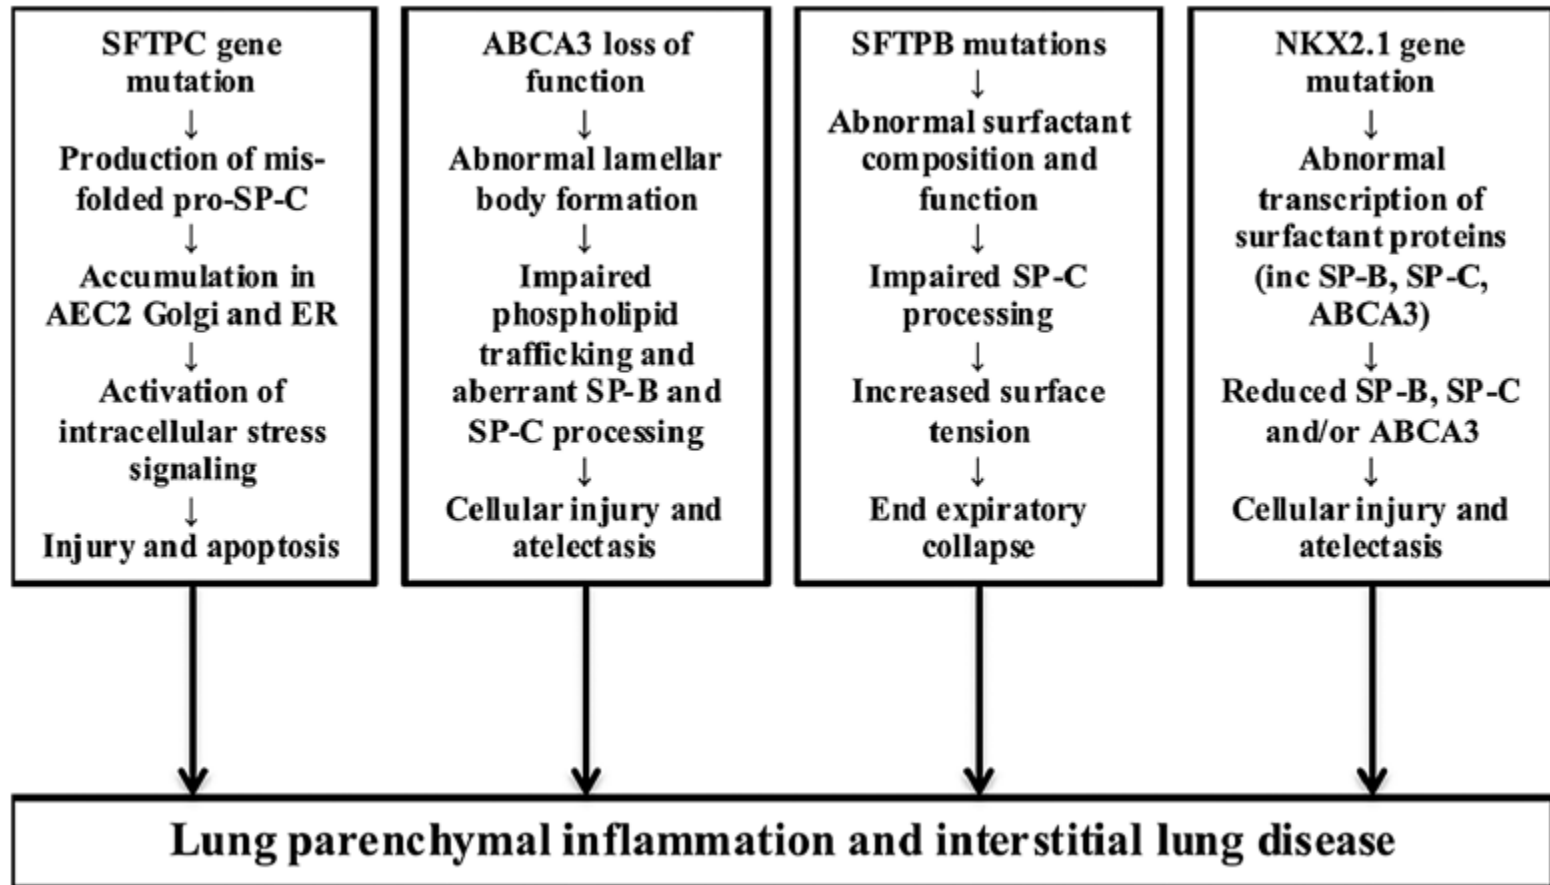 SFTPC gene
mutation
↓
Production of mis-
folded pro-SP-C
↓
Accumulation in
AEC2 Golgi and ER
↓
Activation of
intracellular stress
signaling
↓
Injury and apoptosis
ABCA3 loss of
function
↓
Abnormal lamellar
body formation
↓
Impaired
phospholipid
trafficking and
aberrant SP-B and
SP-C processing
↓
Cellular injury and
atelectasis
SFTPB mutations
↓
Abnormal surfactant
composition and
function
↓
Impaired SP-C
processing
↓
Increased surface
tension
↓
End expiratory
collapse
NKX2.1 gene
mutation
↓
Abnormal
transcription of
surfactant proteins
(inc SP-B, SP-C,
ABCA3)
↓
Reduced SP-B, SP-C
and/or ABCA3
↓
Cellular injury and
atelectasis
Lung parenchymal inflammation and interstitial lung disease